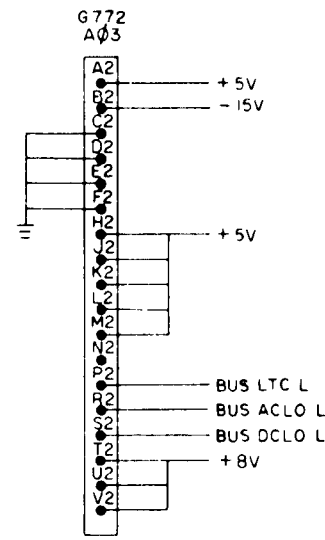 G772
AØ3
A2
+5V
B2
-15V
C2
D2
E2
F2
H2
+5V
J2
K2
L2
M2
N2
P2
BUS LTC L
R2
BUS ACLO L
S2
BUS DCLO L
T2
+8V
U2
V2